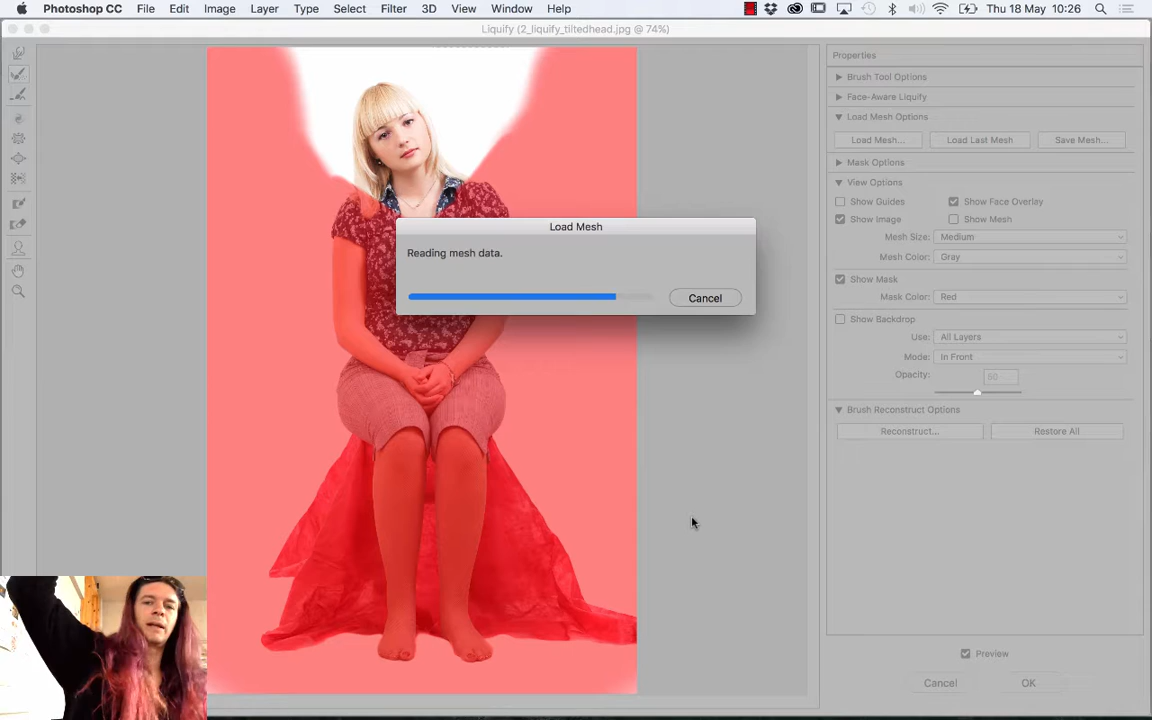 Photoshop CC File Edit Image Layer Type Select Filter 3D View Window Help Thu 18 May 10:26
Liquify (2_liquify_tiltedhead.jpg @ 74%)
Properties
Brush Tool Options
Face-Aware Liquify
Load Mesh Options
Load Mesh... Load Last Mesh Save Mesh...
Mask Options
View Options
Show Guides Show Face Overlay
Show Image Show Mesh
Mesh Size: Medium
Mesh Color: Gray
Show Mask
Mask Color: Red
Show Backdrop
Use: All Layers
Mode: In Front
Opacity: 50
Brush Reconstruct Options
Reconstruct... Restore All
Load Mesh
Reading mesh data.
Cancel
Preview
Cancel OK